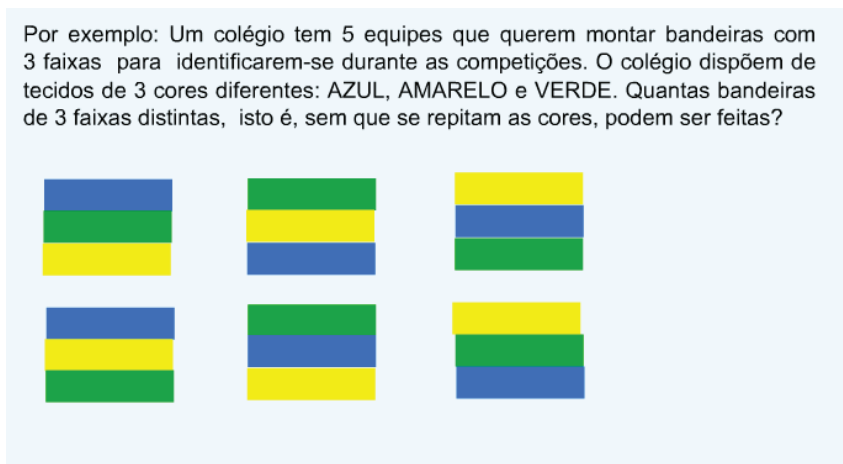 Por exemplo: Um colégio tem 5 equipes que querem montar bandeiras com
3 faixas para identificarem-se durante as competições. O colégio dispõem de
tecidos de 3 cores diferentes: AZUL, AMARELO e VERDE. Quantas bandeiras
de 3 faixas distintas, isto é, sem que se repitam as cores, podem ser feitas?